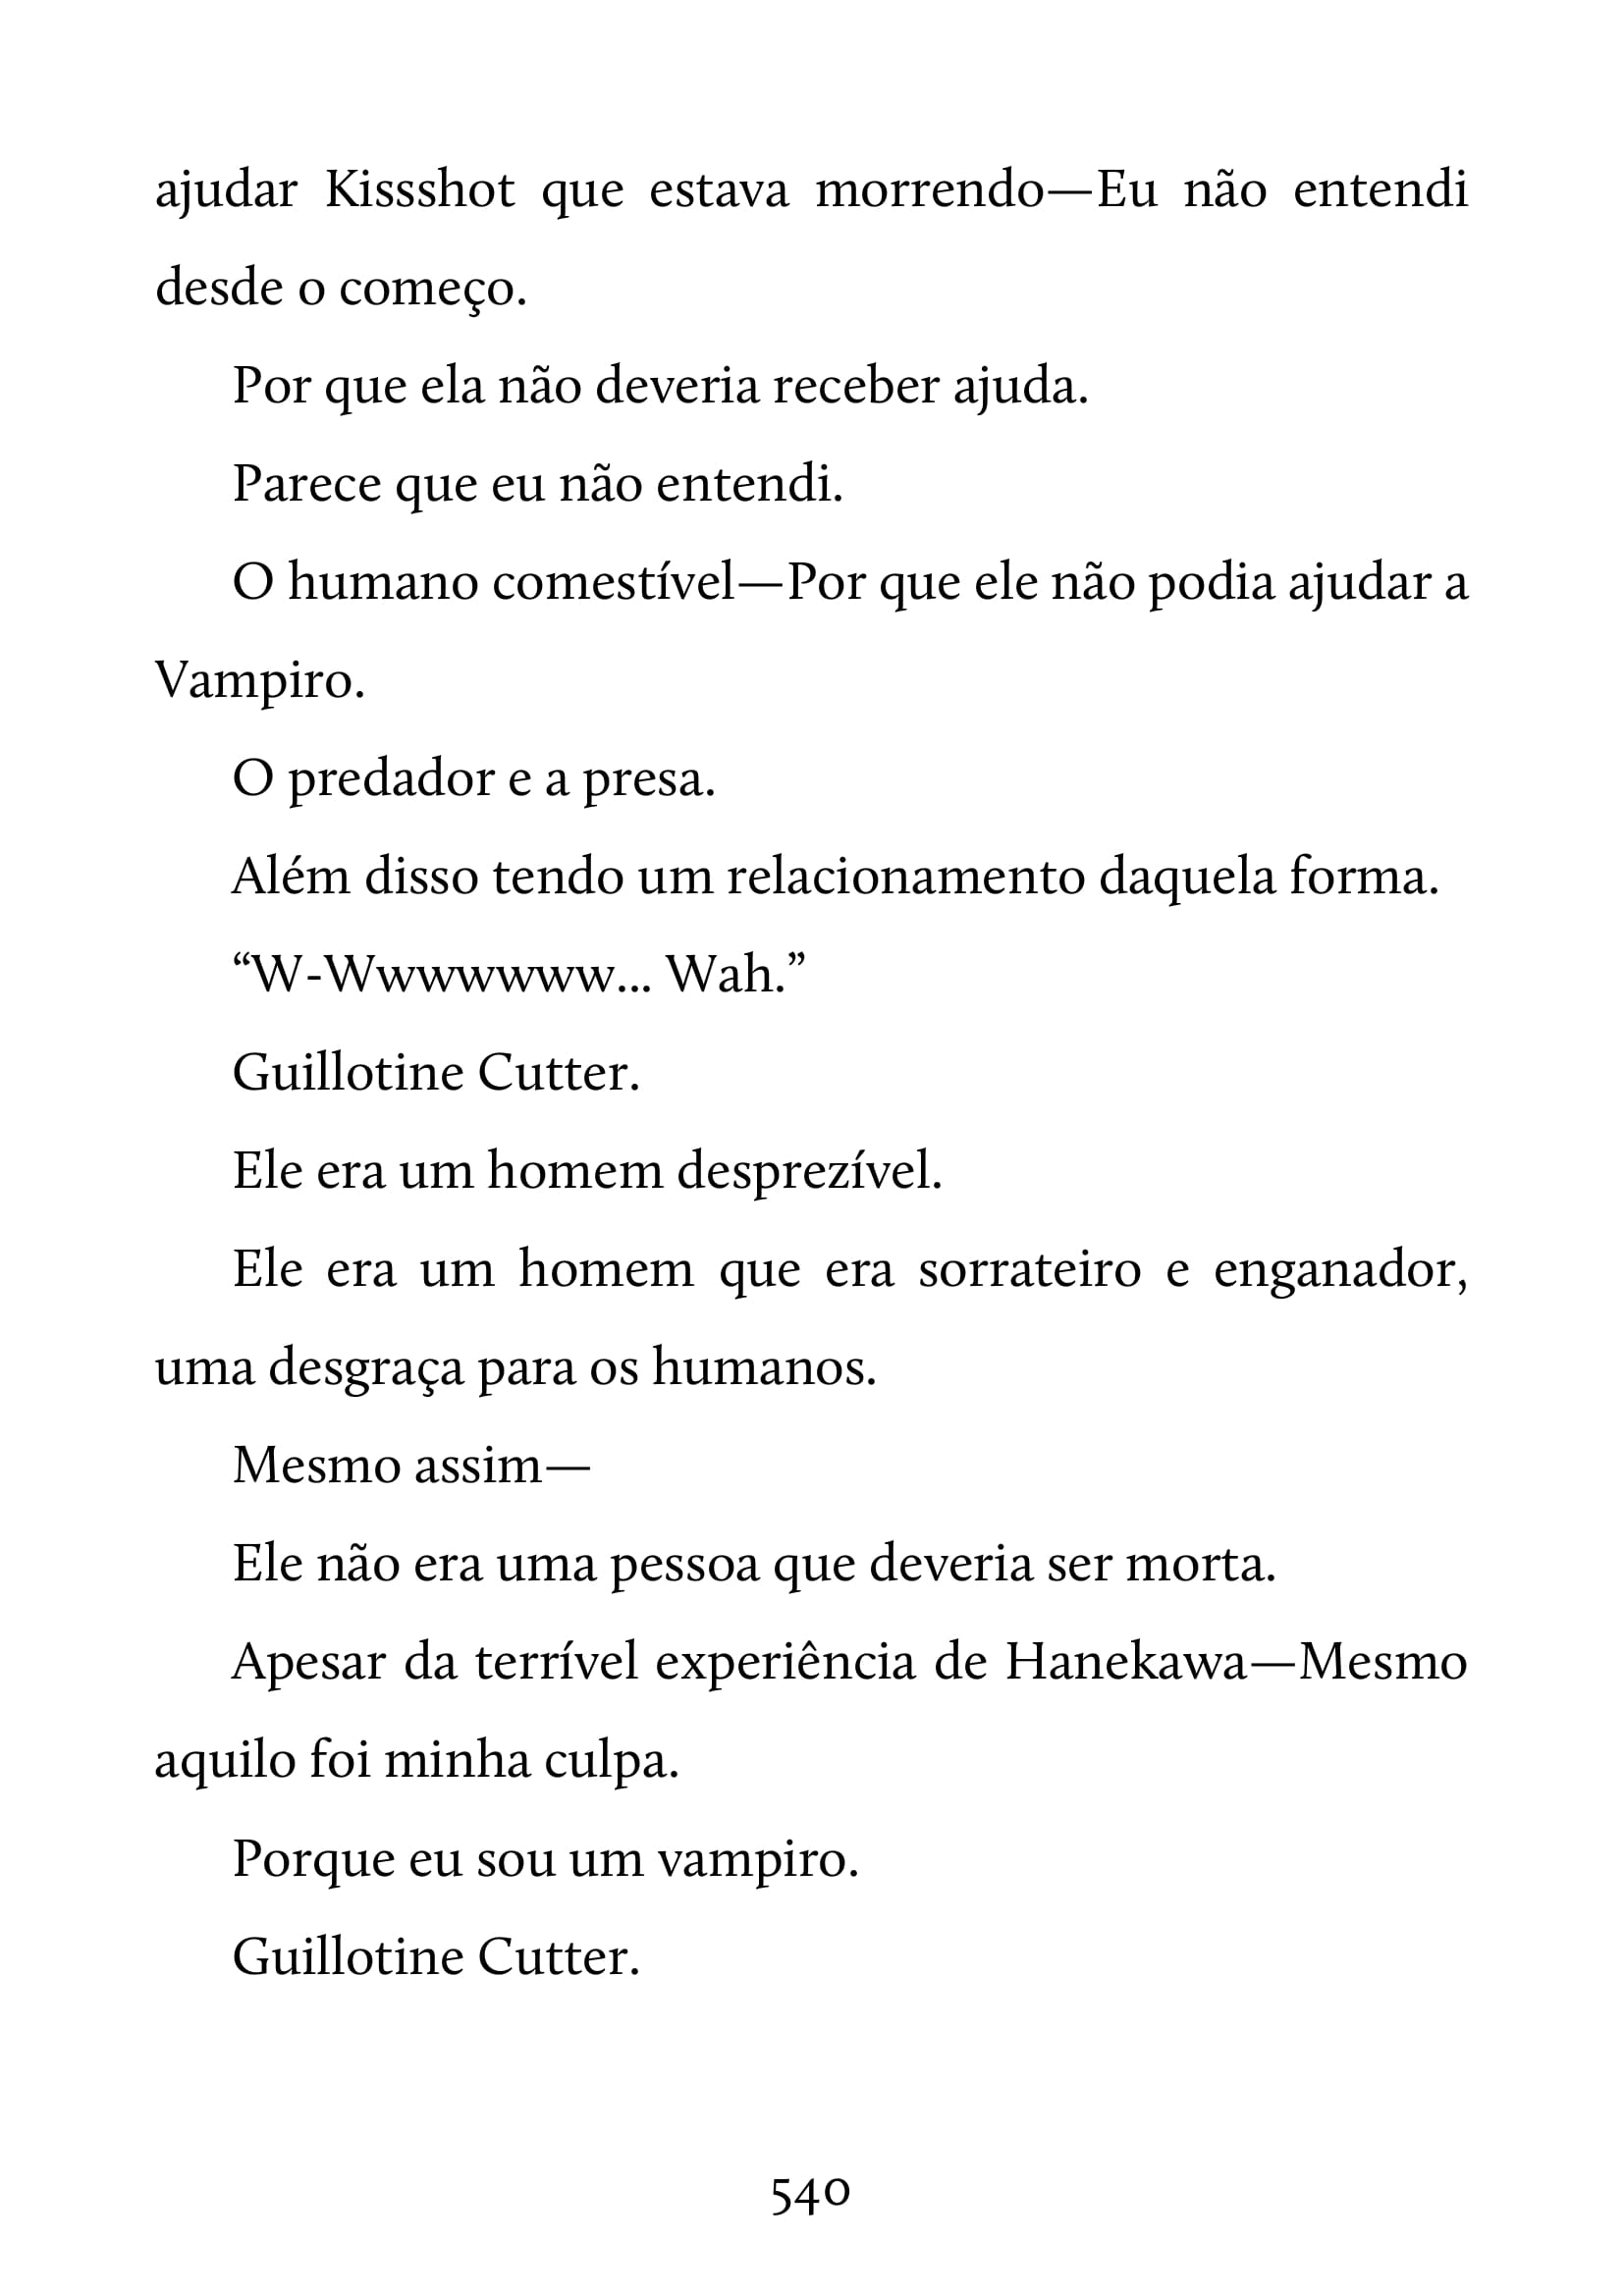 ajudar Kissshot que estava morrendo—Eu não entendi
desde o começo.
Por que ela não deveria receber ajuda.
Parece que eu não entendi.
O humano comestível—Por que ele não podia ajudar a
Vampiro.
O predador e a presa.
Além disso tendo um relacionamento daquela forma.
“W-Wwwwwww... Wah.”
Guillotine Cutter.
Ele era um homem desprezível.
Ele era um homem que era sorrateiro e enganador,
uma desgraça para os humanos.
Mesmo assim—
Ele não era uma pessoa que deveria ser morta.
Apesar da terrível experiência de Hanekawa—Mesmo
aquilo foi minha culpa.
Porque eu sou um vampiro.
Guillotine Cutter.
540